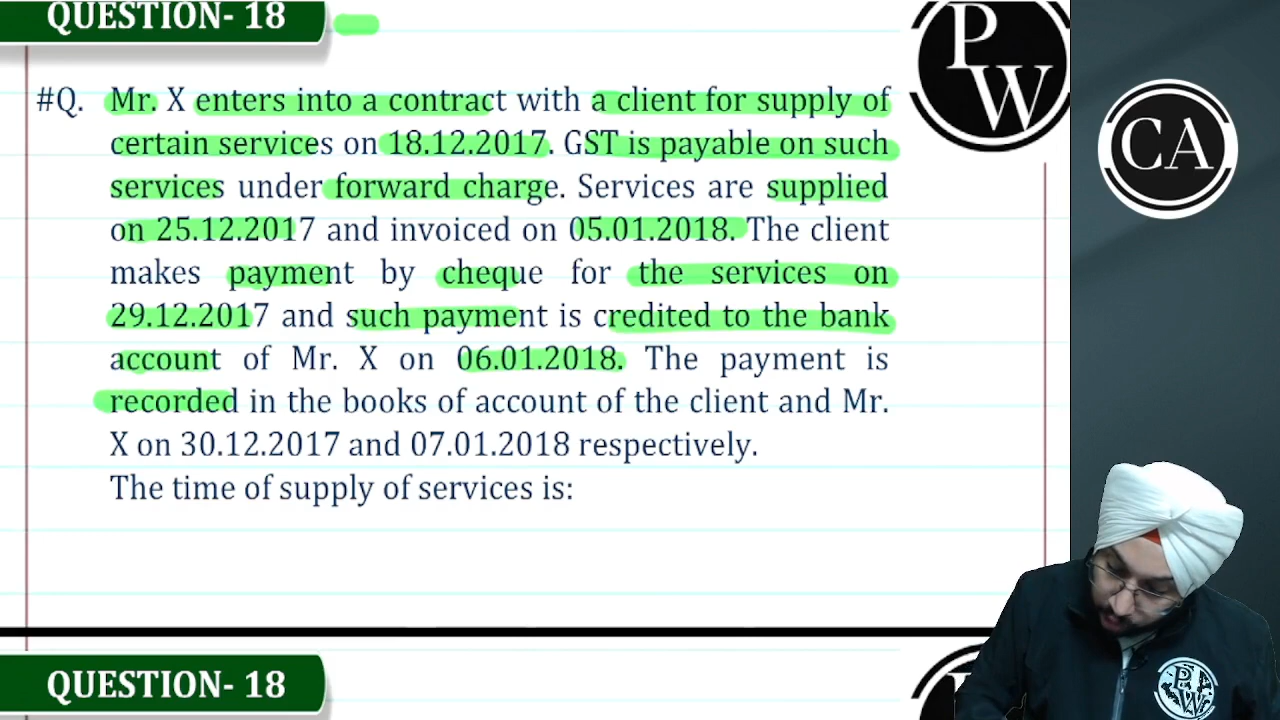 QUESTION- 18
#Q. Mr. X enters into a contract with a client for supply of
certain services on 18.12.2017. GST is payable on such
services under forward charge. Services are supplied
on 25.12.2017 and invoiced on 05.01.2018. The client
makes payment by cheque for the services on
29.12.2017 and such payment is credited to the bank
account of Mr. X on 06.01.2018. The payment is
recorded in the books of account of the client and Mr.
X on 30.12.2017 and 07.01.2018 respectively.
The time of supply of services is:
QUESTION- 18
P
W
CA
P
W